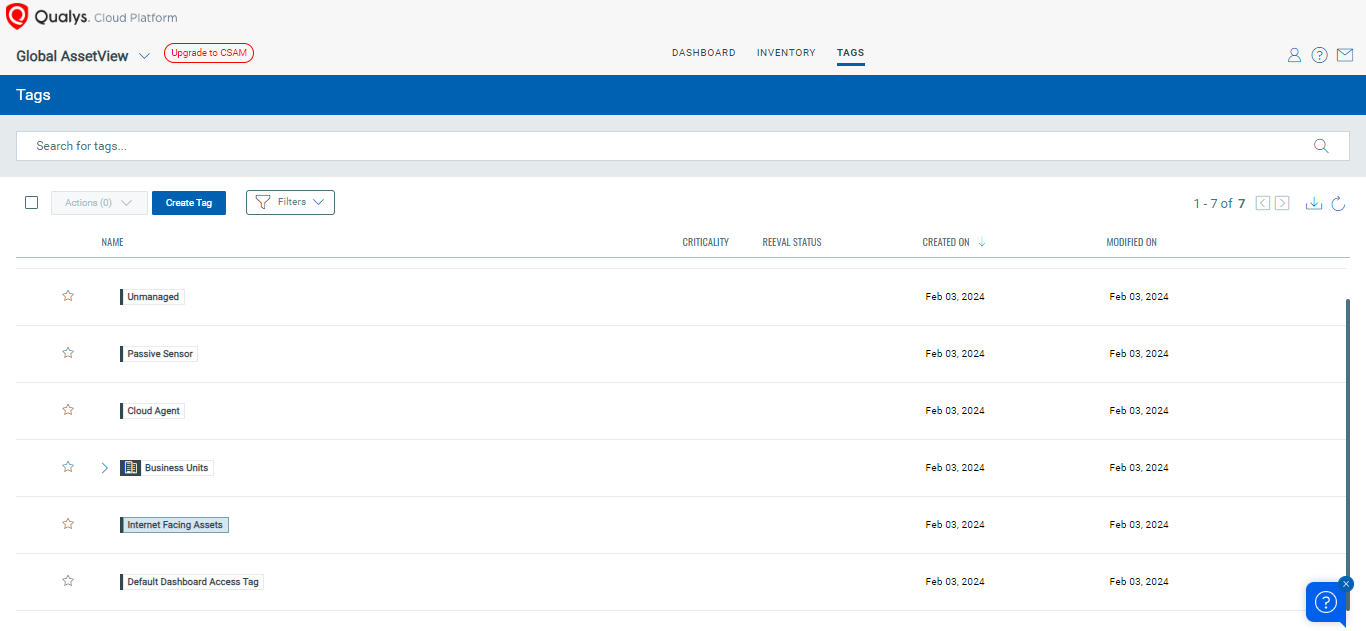 Qualys. Cloud Platform
Global AssetView Upgrade to CSAM DASHBOARD INVENTORY TAGS
Tags
Search for tags...
Actions (0) Create Tag Filters 1 - 7 of 7
NAME CRITICALITY REEVAL STATUS CREATED ON MODIFIED ON
Unmanaged Feb 03, 2024 Feb 03, 2024
Passive Sensor Feb 03, 2024 Feb 03, 2024
Cloud Agent Feb 03, 2024 Feb 03, 2024
Business Units Feb 03, 2024 Feb 03, 2024
Internet Facing Assets Feb 03, 2024 Feb 03, 2024
Default Dashboard Access Tag Feb 03, 2024 Feb 03, 2024